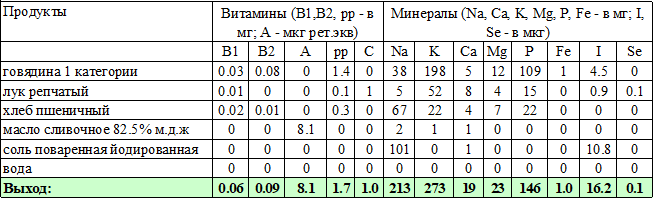 Продукты Витамины (B1,B2, pp - в мг; A - мкг рет.экв) Минералы (Na, Ca, K, Mg, P, Fe - в мг; I, Se - в мкг)
B1 B2 A pp C Na K Ca Mg P Fe I Se
говядина 1 категории 0.03 0.08 0 1.4 0 38 198 5 12 109 1 4.5 0
лук репчатый 0.01 0 0 0.1 1 5 52 8 4 15 0 0.9 0.1
хлеб пшеничный 0.02 0.01 0 0.3 0 67 22 4 7 22 0 0 0
масло сливочное 82.5% м.д.ж 0 0 8.1 0 0 2 1 1 0 0 0 0 0
соль поваренная йодированная 0 0 0 0 0 101 0 1 0 0 0 10.8 0
вода 0 0 0 0 0 0 0 0 0 0 0 0 0
Выход: 0.06 0.09 8.1 1.7 1.0 213 273 19 23 146 1.0 16.2 0.1